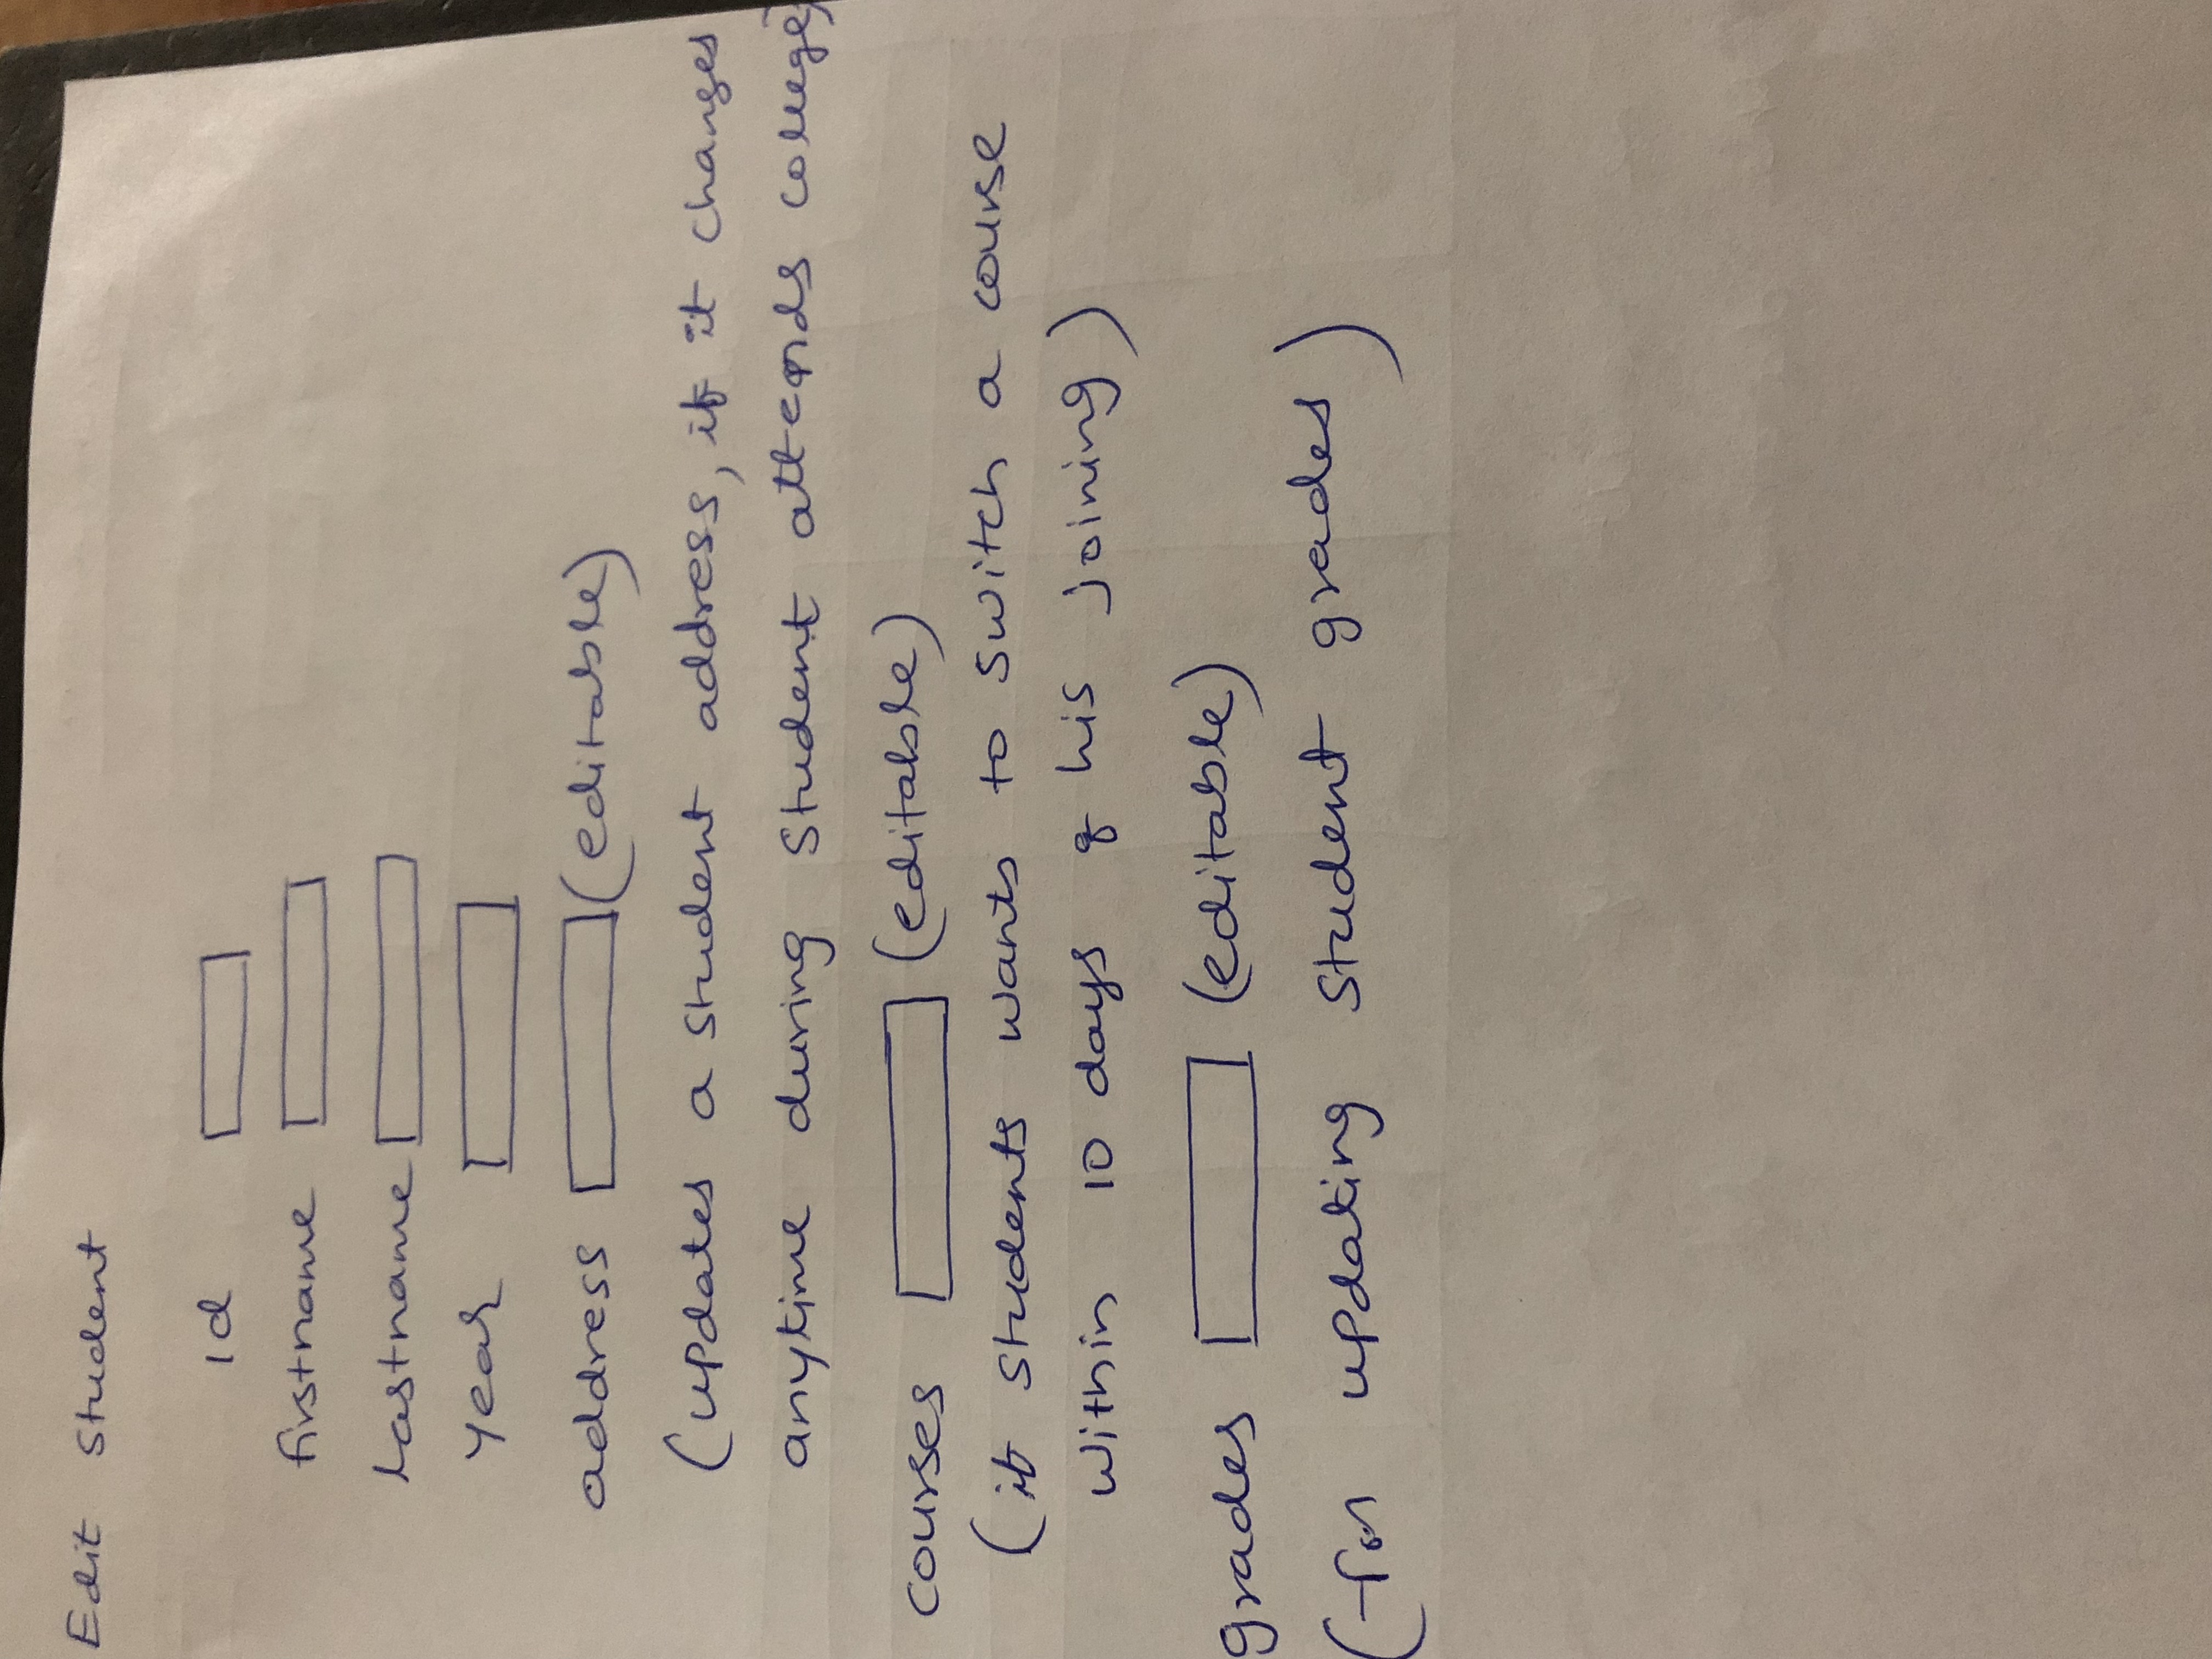 Edit Student
id
firstname
lastname
year
address (editable)
(updates a student address, if it changes
anytime during student attends college)
courses (editable)
(if students wants to switch a course
within 10 days of his joining)
grades (editable)
(for updating student grades)